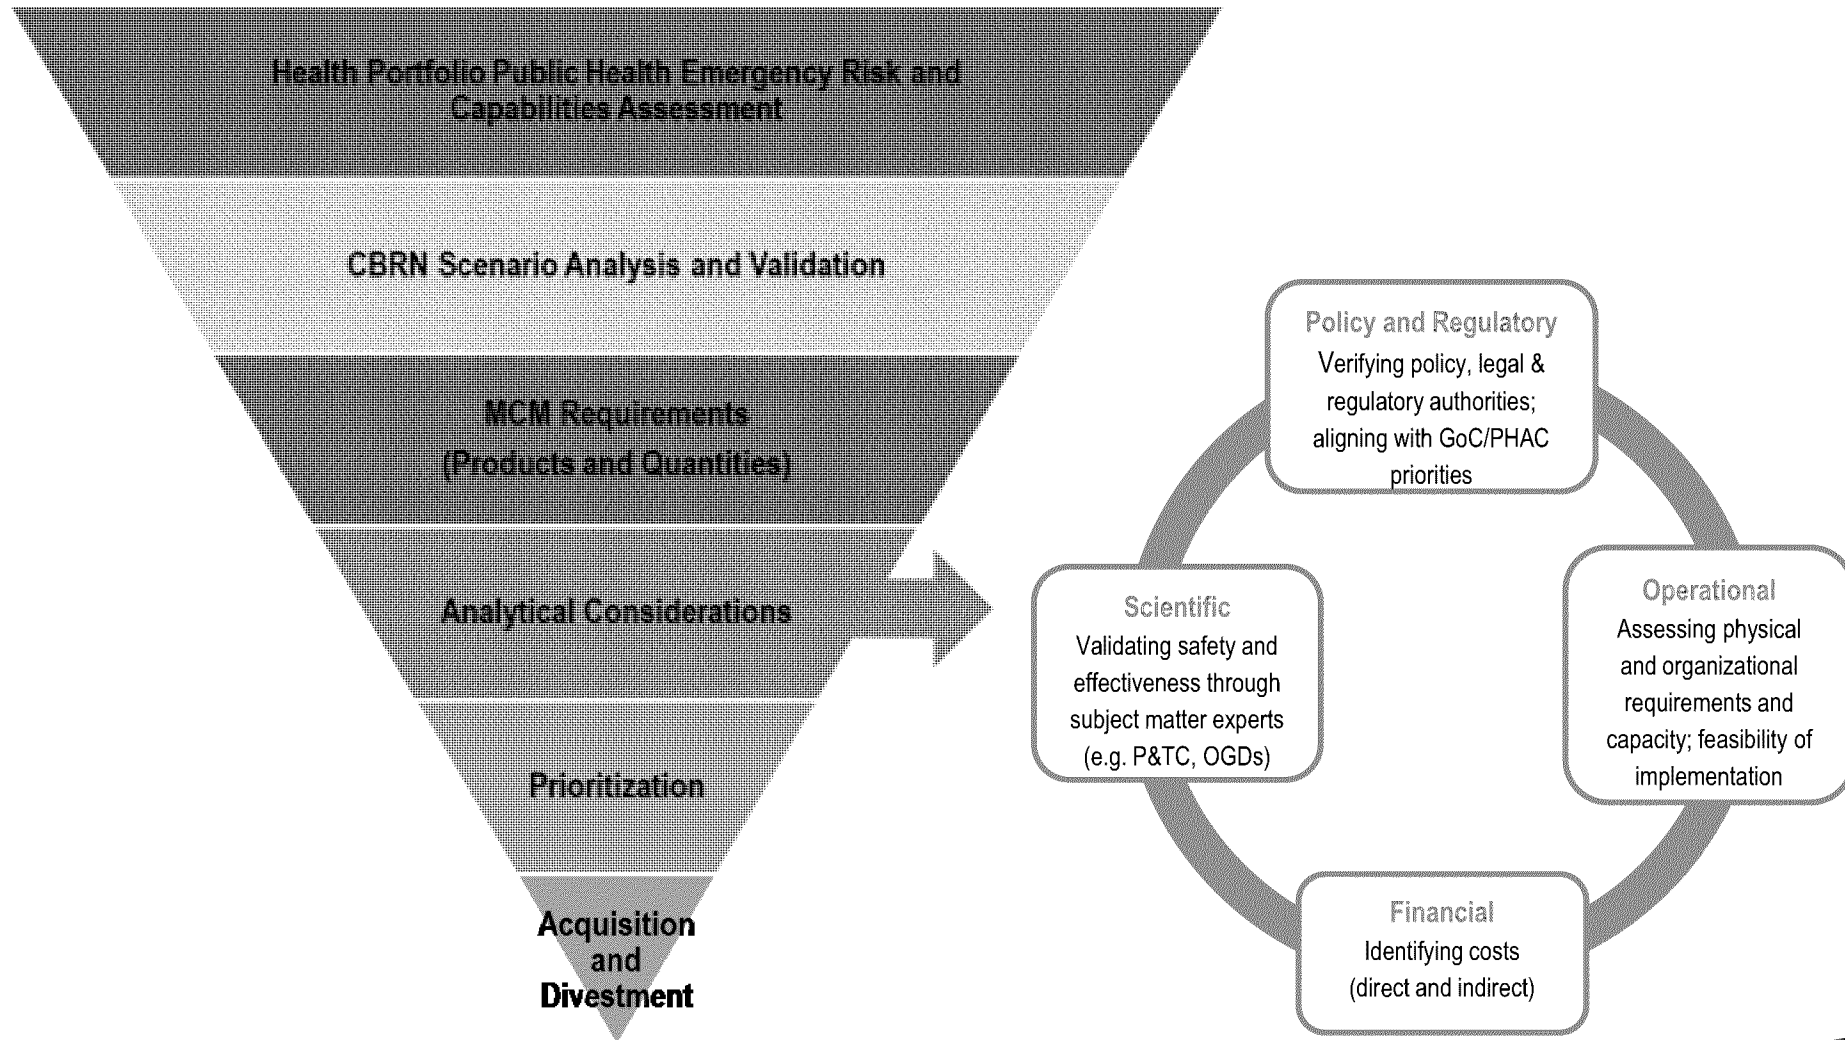 Health Portfolio Public Health Emergency Risk and
Capabilities Assessment
CBRN Scenario Analysis and Validation
MCM Requirements
(Products and Quantities)
Analytical Considerations
Prioritization
Acquisition
and
Divestment
Policy and Regulatory
Verifying policy, legal &
regulatory authorities;
aligning with GoC/PHAC
priorities
Scientific
Validating safety and
effectiveness through
subject matter experts
(e.g. P&TC, OGDs)
Operational
Assessing physical
and organizational
requirements and
capacity; feasibility of
implementation
Financial
Identifying costs
(direct and indirect)